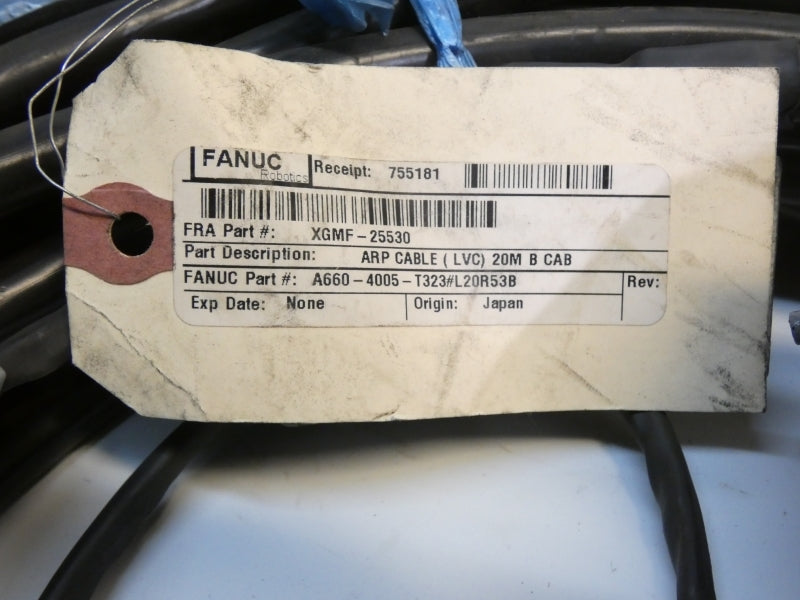 FANUC
Robotics
Receipt: 755181
FRA Part #: XGMF-25530
Part Description: ARP CABLE ( LVC) 20M B CAB
FANUC Part #: A660-4005-T323#L20R53B Rev:
Exp Date: None Origin: Japan